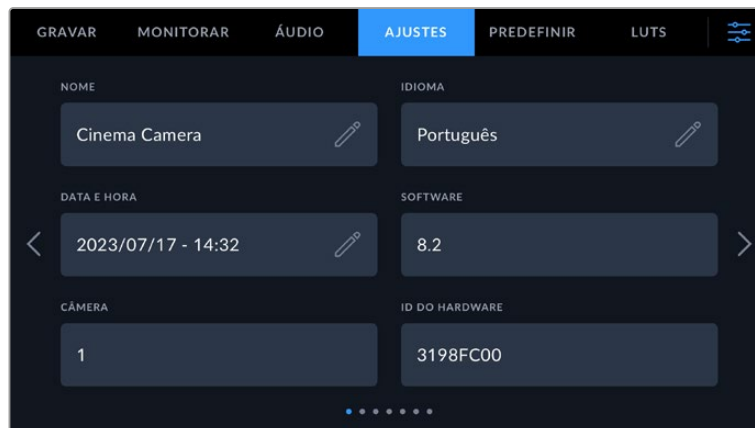 GRAVAR MONITORAR ÁUDIO AJUSTES PREDEFINIR LUTS
NOME IDIOMA
Cinema Camera Português
DATA E HORA SOFTWARE
2023/07/17 - 14:32 8.2
CÂMERA ID DO HARDWARE
1 3198FC00